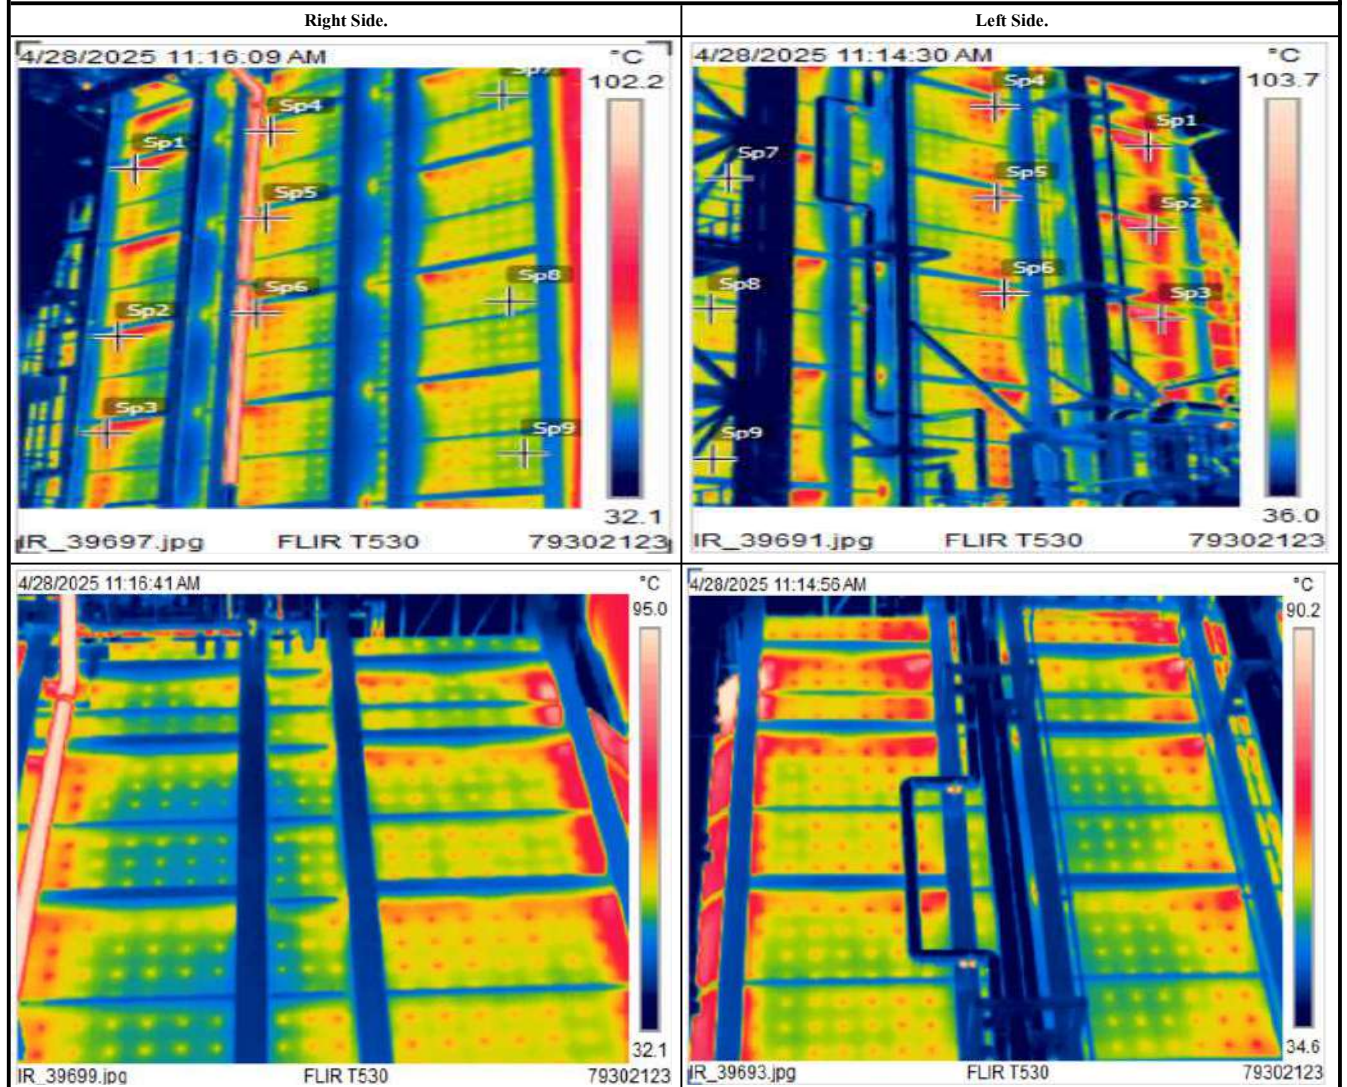 Right Side.
Left Side.
4/28/2025 11:16:09 AM °C
102.2
Sp7
Sp4
Sp1
Sp5
Sp8
Sp6
Sp2
Sp3
Sp9
32.1
IR_39697.jpg FLIR T530 79302123
4/28/2025 11:14:30 AM °C
103.7
Sp4
Sp1
Sp7
Sp5
Sp2
Sp6
Sp8
Sp3
Sp9
36.0
IR_39691.jpg FLIR T530 79302123
4/28/2025 11:16:41 AM °C
95.0
32.1
IR_39699.jpg FLIR T530 79302123
4/28/2025 11:14:56 AM °C
90.2
34.6
IR_39693.jpg FLIR T530 79302123